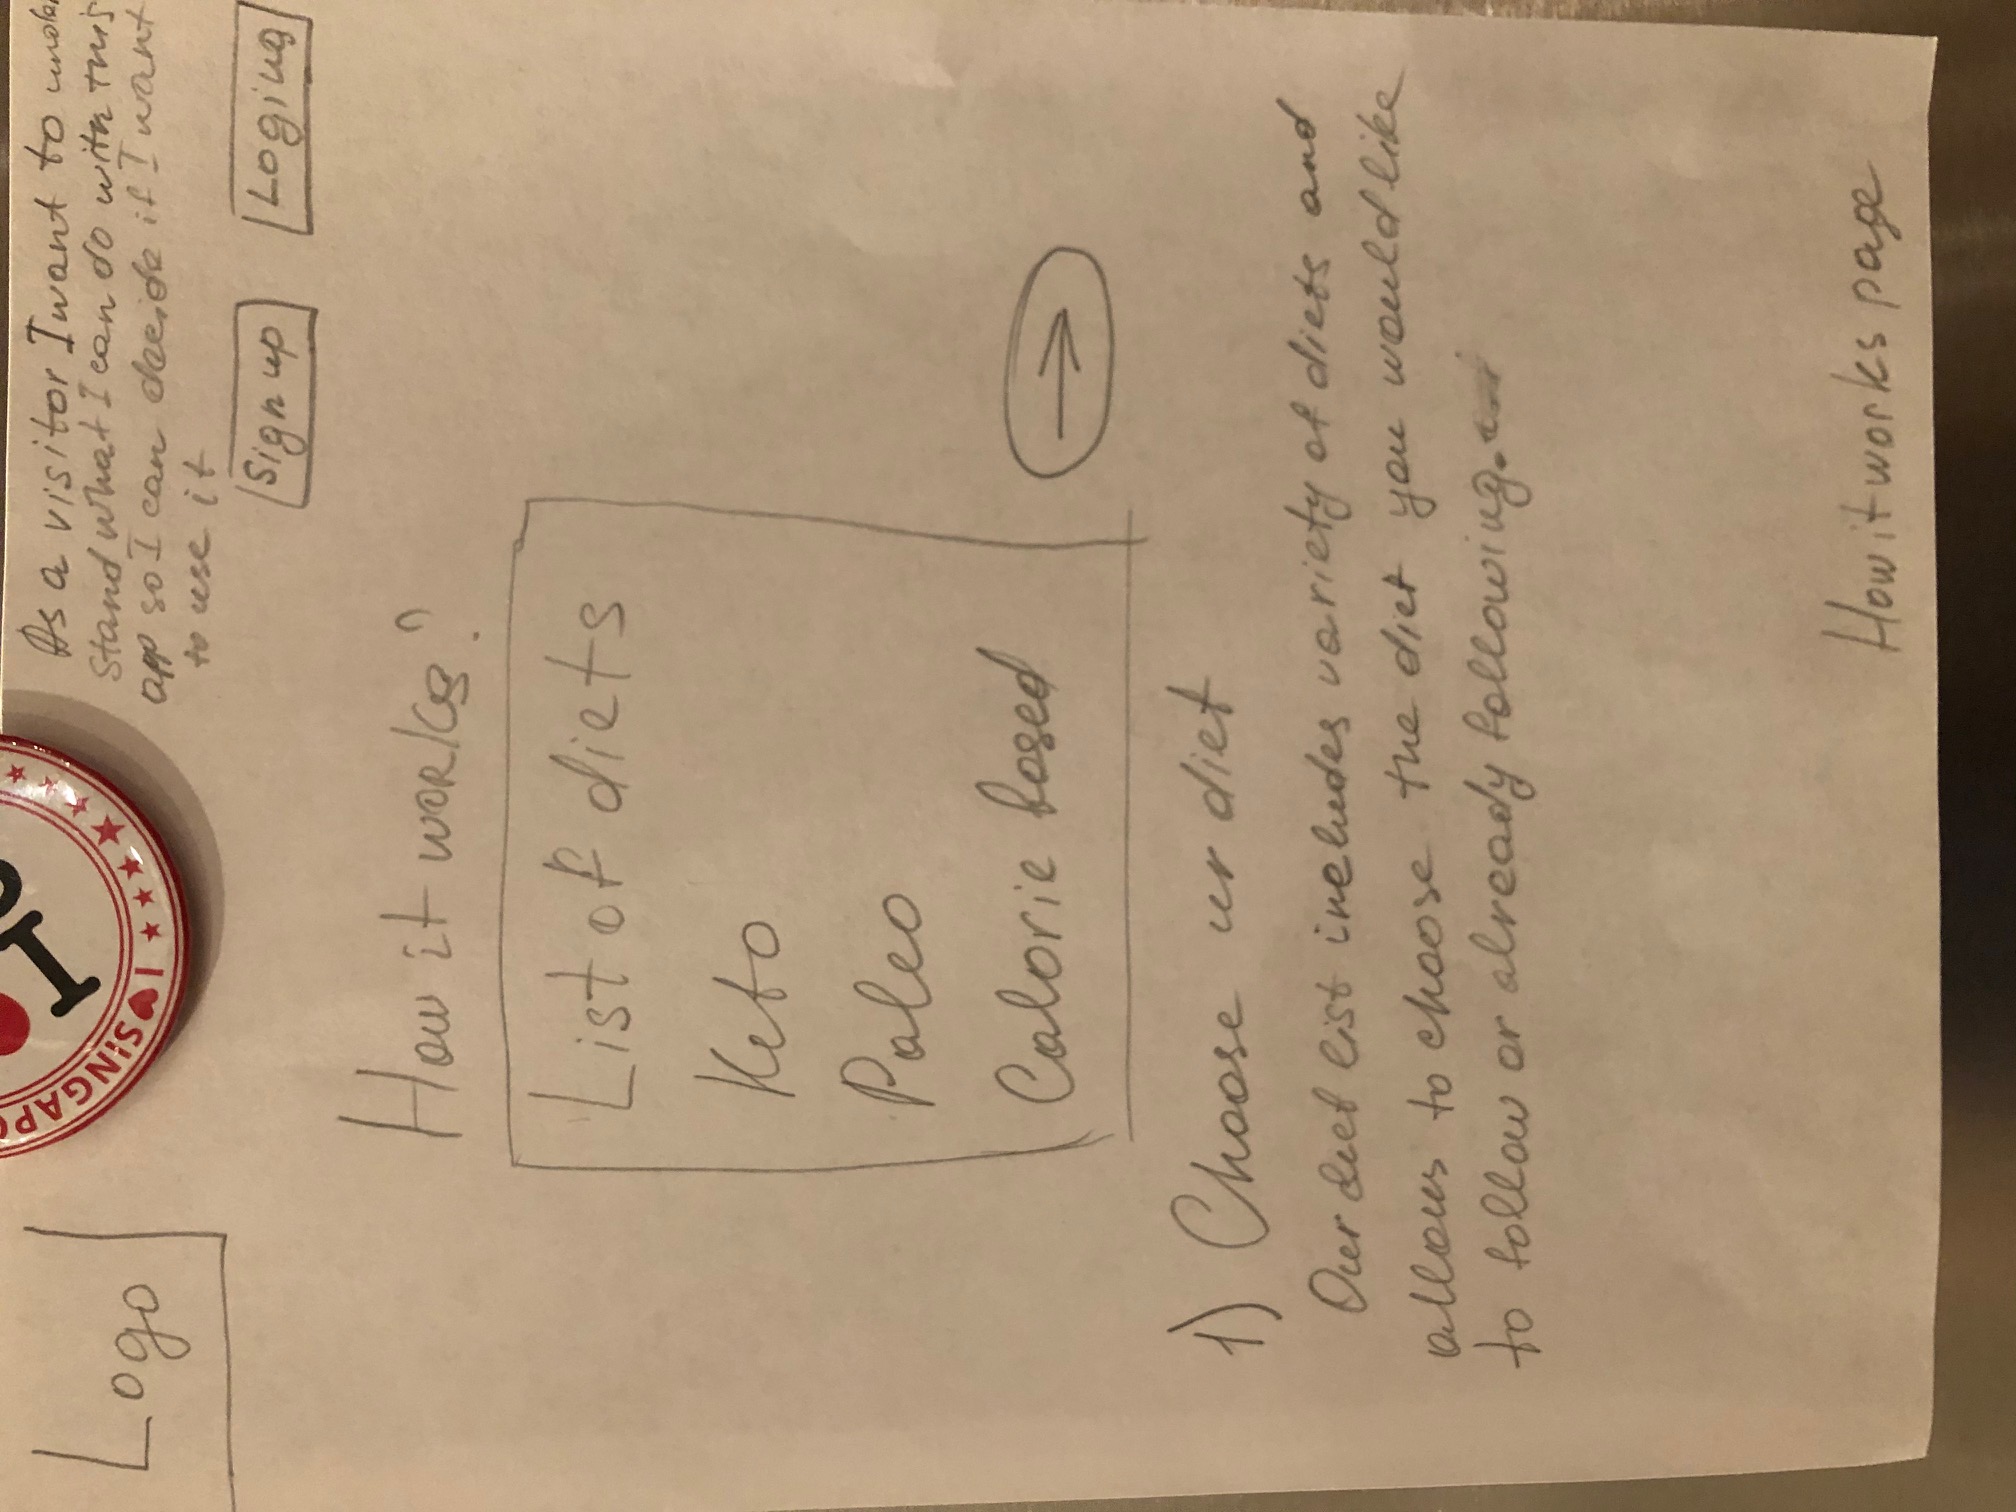 Logo
I ♥ SINGAPO
As a visitor I want to under
stand what I can do with this
app so I can decide if I want
to use it
Sign up
Loging
How it works?
List of diets
Keto
Paleo
Calorie based
→
1) Choose ur diet
Our diet list includes variety of diets and
allows to choose the diet you would like
to follow or already following.
How it works page